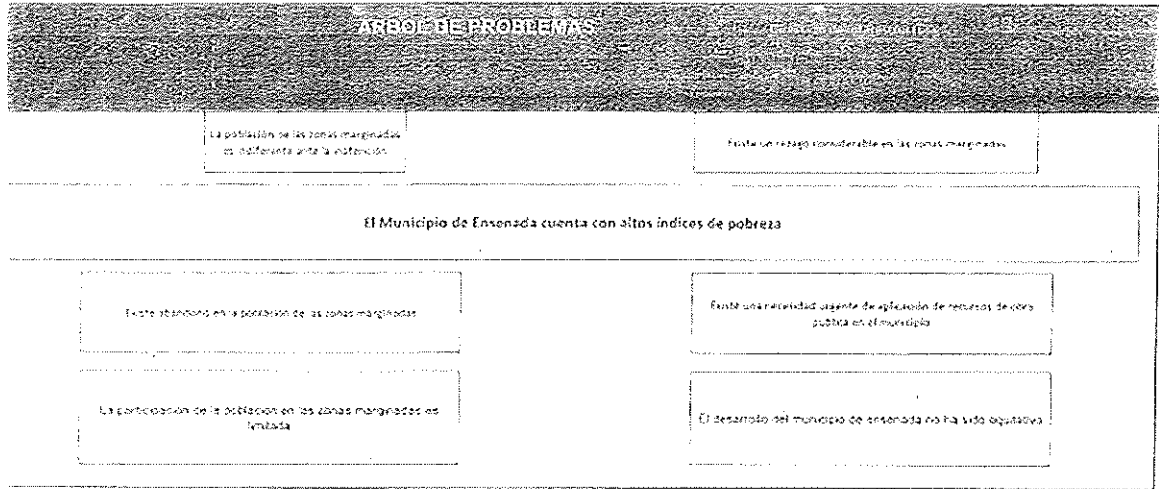 ARBOL DE PROBLEMAS
La población de las zonas marginadas
es indiferente ante la
Existe un rezago considerable en las zonas marginadas
El Municipio de Ensenada cuenta con altos índices de pobreza
Existe abandono en la población de las zonas marginadas
Existe una necesidad urgente de aplicación de recursos de obra
publica en el municipio
La participación de la población en las zonas marginadas es
limitada
El desarrollo del municipio de ensenada no ha sido equitativo